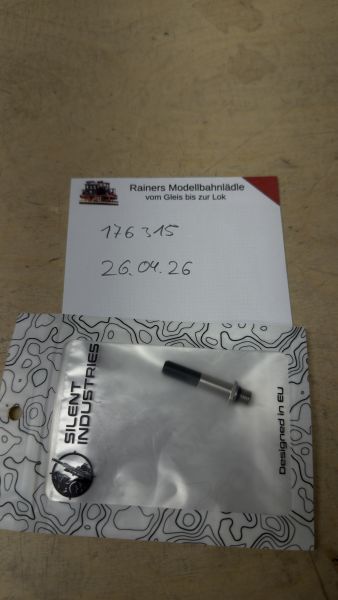 Rainers Modellbahnlädle
vom Gleis bis zur Lok
176315
26.04.26
SILENT
INDUSTRIES
Designed in EU